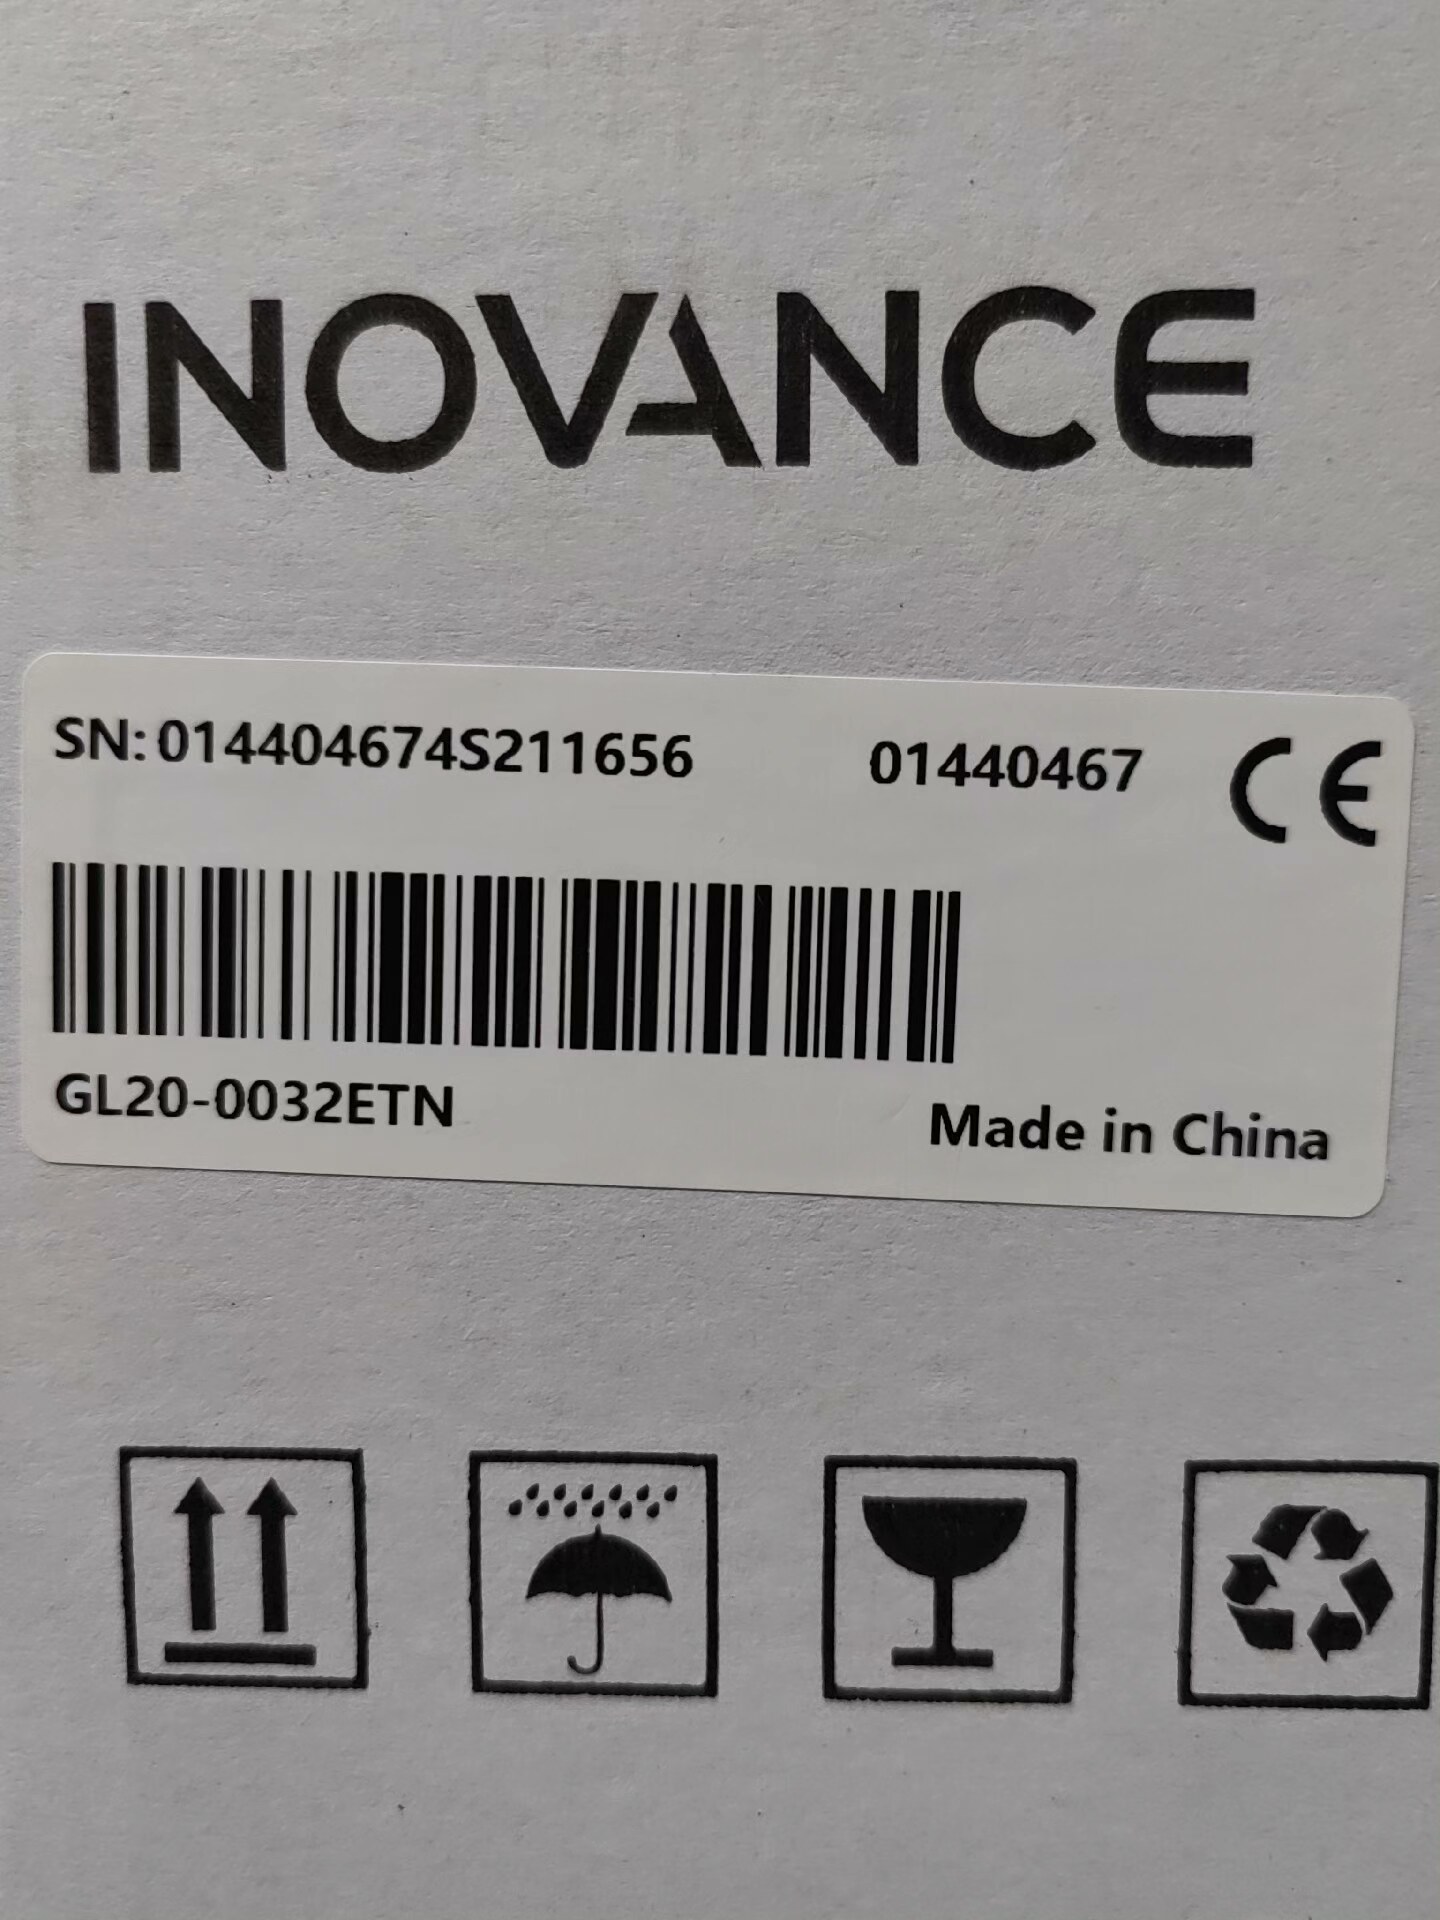 INOVANCE
SN:014404674S211656 01440467 CE
GL20-0032ETN
Made in China